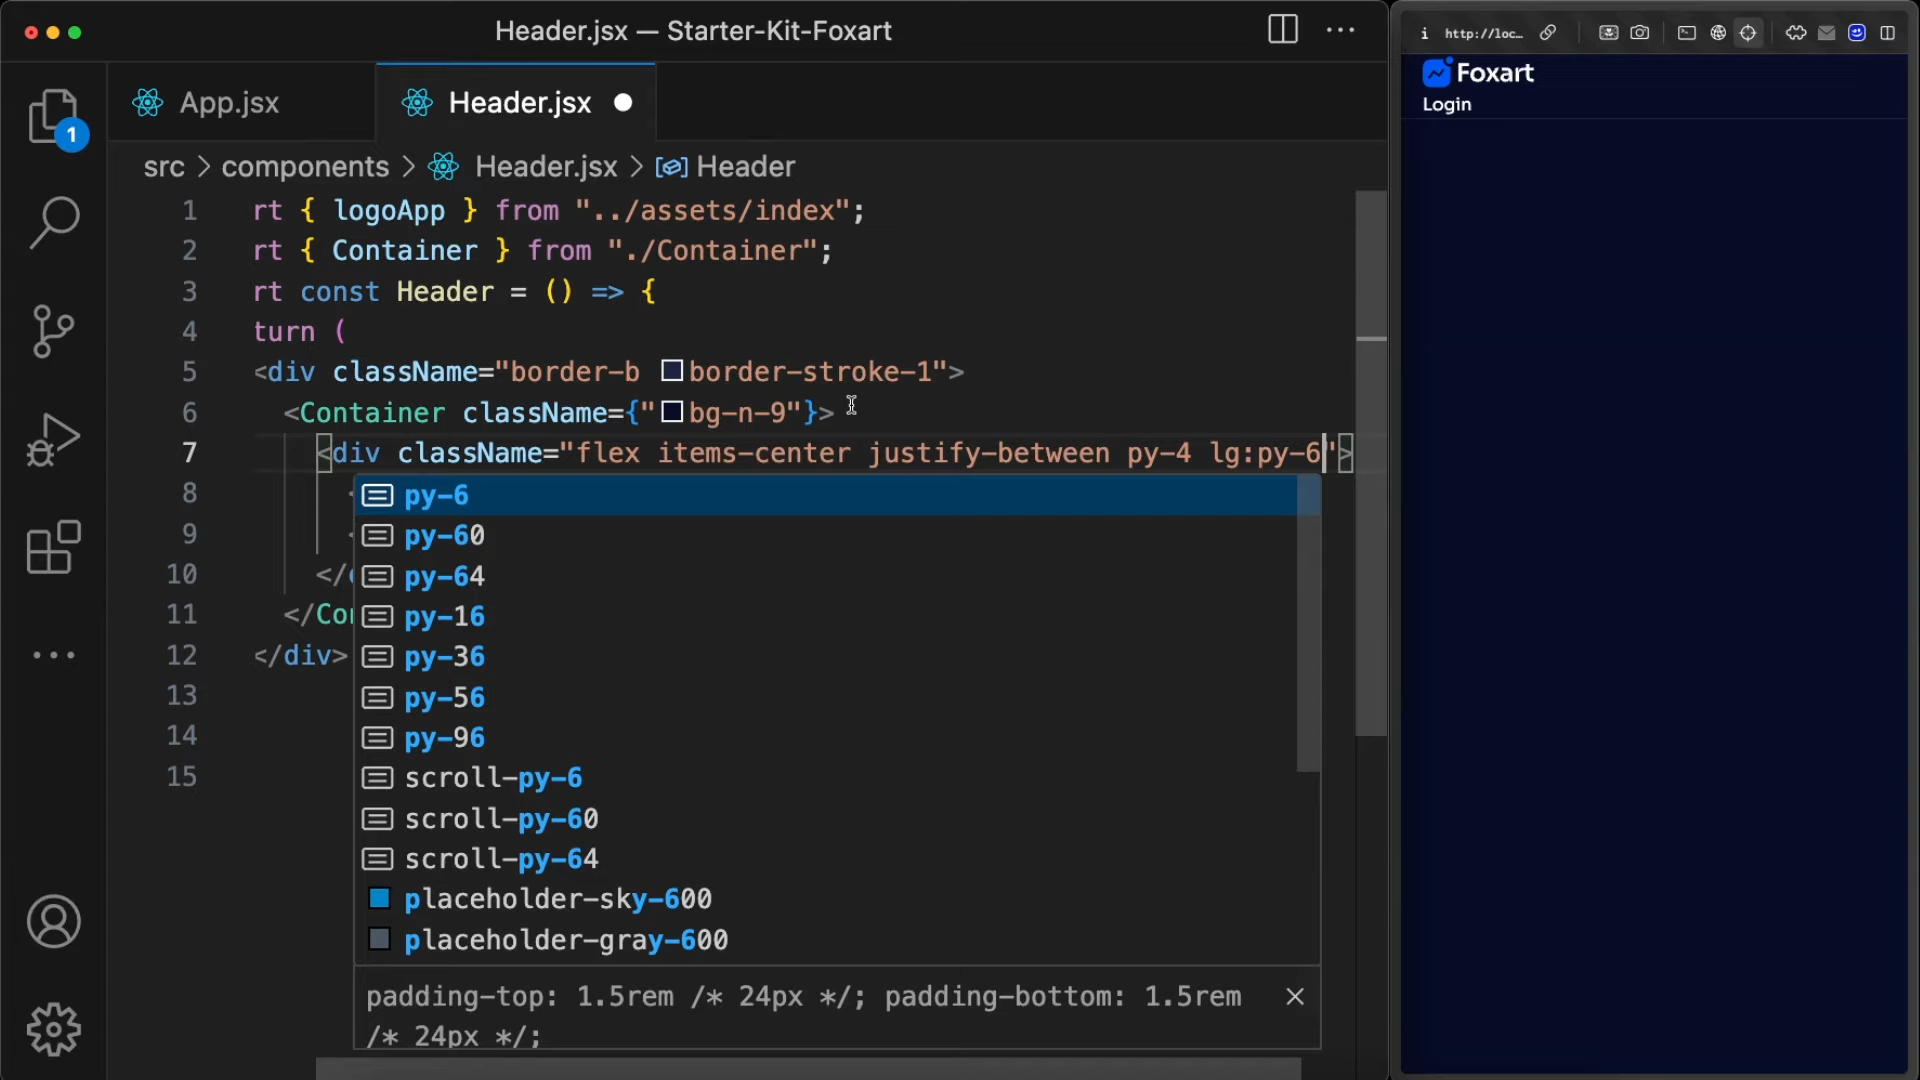 Header.jsx — Starter-Kit-Foxart
App.jsx
Header.jsx
1
src > components > Header.jsx > Header
1 rt { logoApp } from "../assets/index";
2 rt { Container } from "./Container";
3 rt const Header = () => {
4 turn (
5 <div className="border-b border-stroke-1">
6 <Container className={"bg-n-9"}>
7 <div className="flex items-center justify-between py-4 lg:py-6">
8 <
9 <
10 </
11 </Con
12 </div>
13
14
15
py-6
py-60
py-64
py-16
py-36
py-56
py-96
scroll-py-6
scroll-py-60
scroll-py-64
placeholder-sky-600
placeholder-gray-600
padding-top: 1.5rem /* 24px */; padding-bottom: 1.5rem
/* 24px */;
http://loc…
Foxart
Login